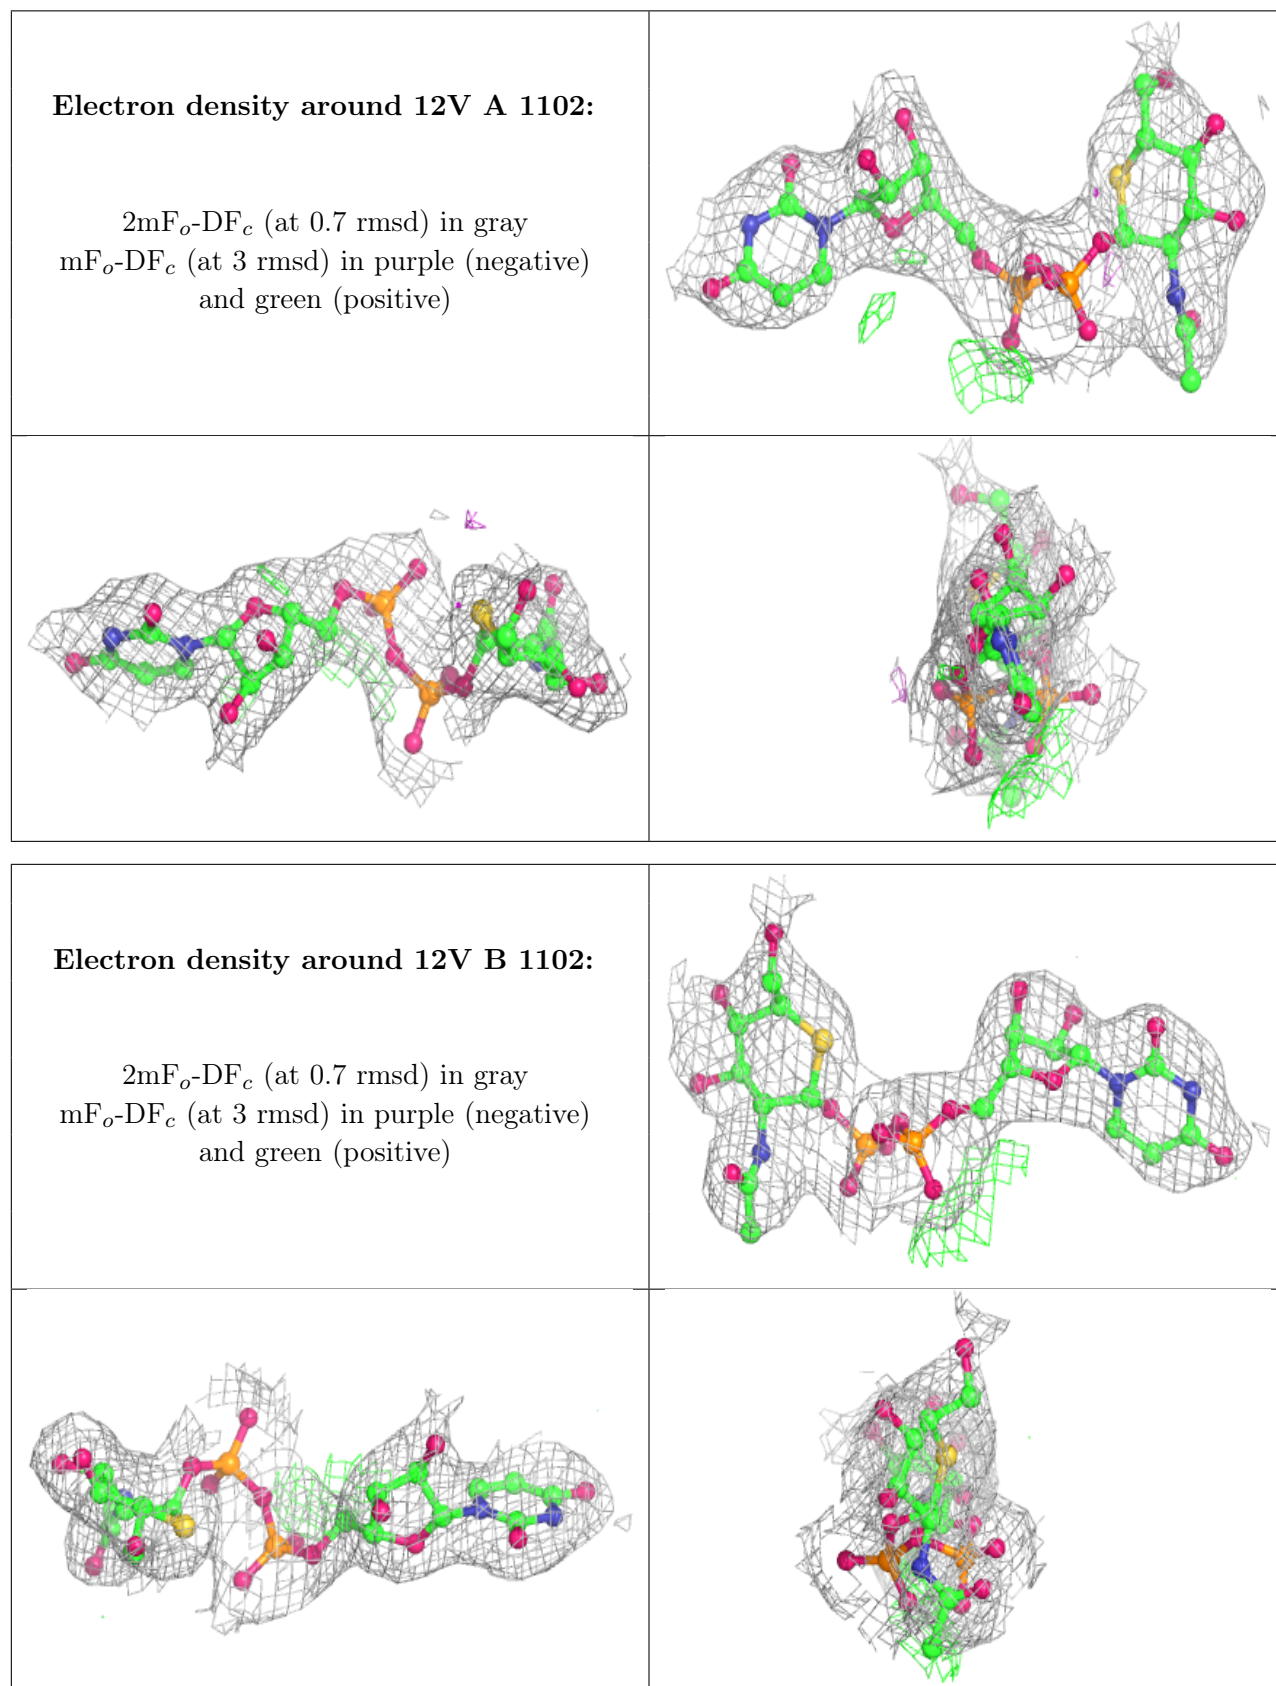 Electron density around 12V A 1102:
2mFo-DFc (at 0.7 rmsd) in gray
mFo-DFc (at 3 rmsd) in purple (negative)
and green (positive)
Electron density around 12V B 1102:
2mFo-DFc (at 0.7 rmsd) in gray
mFo-DFc (at 3 rmsd) in purple (negative)
and green (positive)